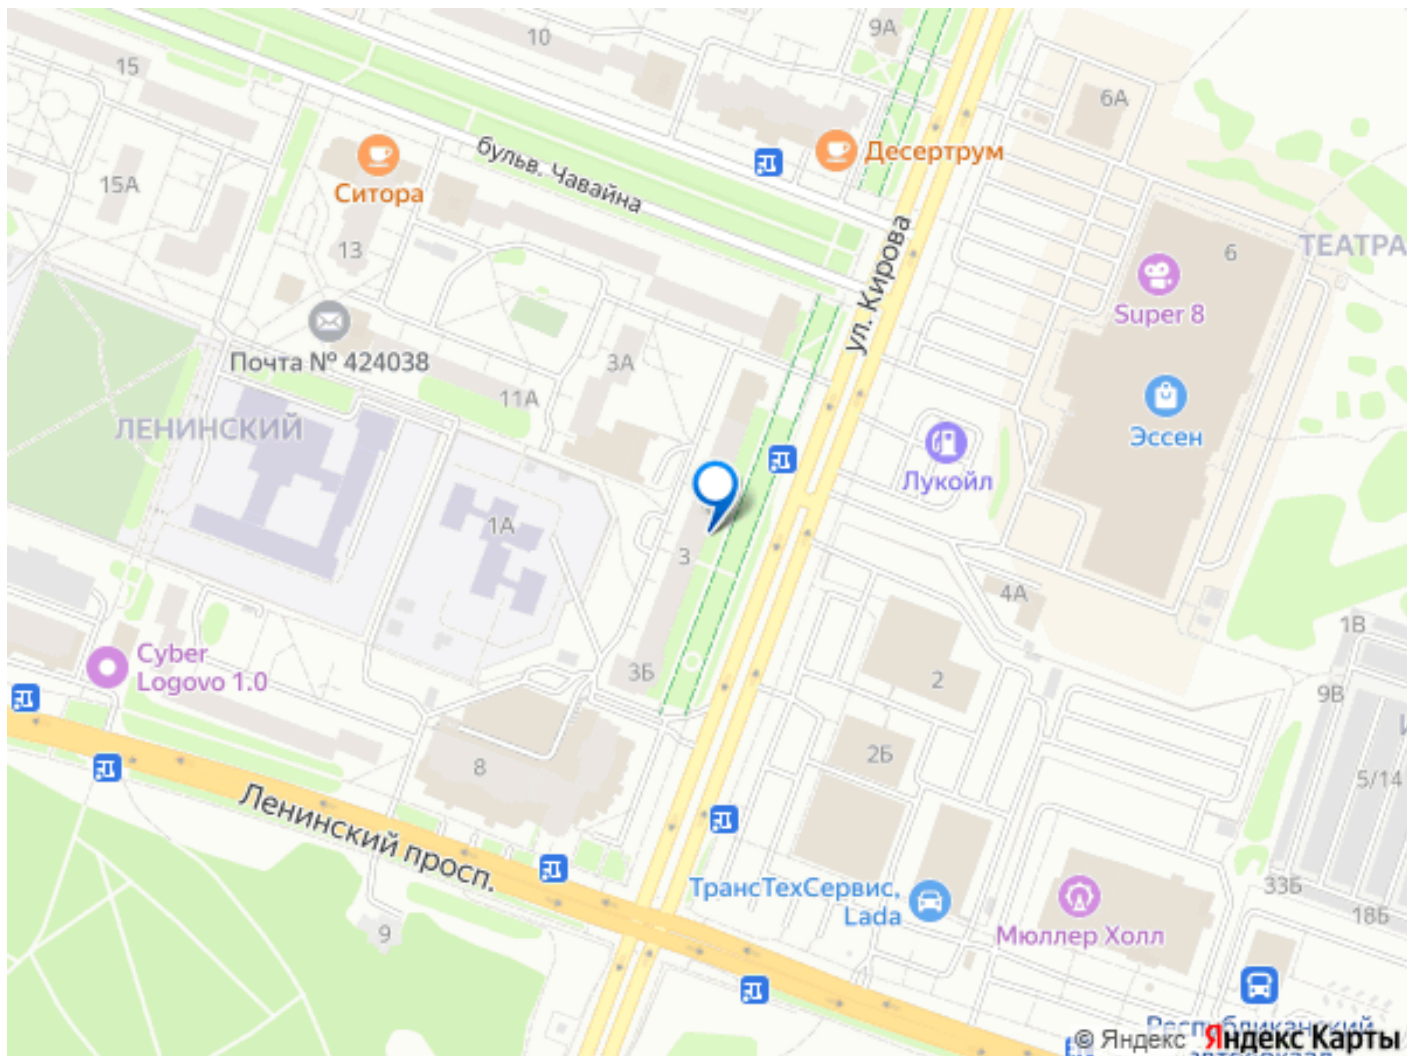 9А
10
15
6А
бульв. Чавайна
Десертрум
15А
Ситора
13
ул. Кирова
6
ТЕАТРА
Super 8
Почта № 424038
3А
11А
ЛЕНИНСКИЙ
Эссен
Лукойл
1А
3
4А
1В
Cyber
Logovo 1.0
3Б
2
9В
2Б
8
5/14
Ленинский просп.
ТрансТехСервис,
Lada
33Б
18Б
9
Мюллер Холл
Республиканский
© Яндекс Яндекс Карты